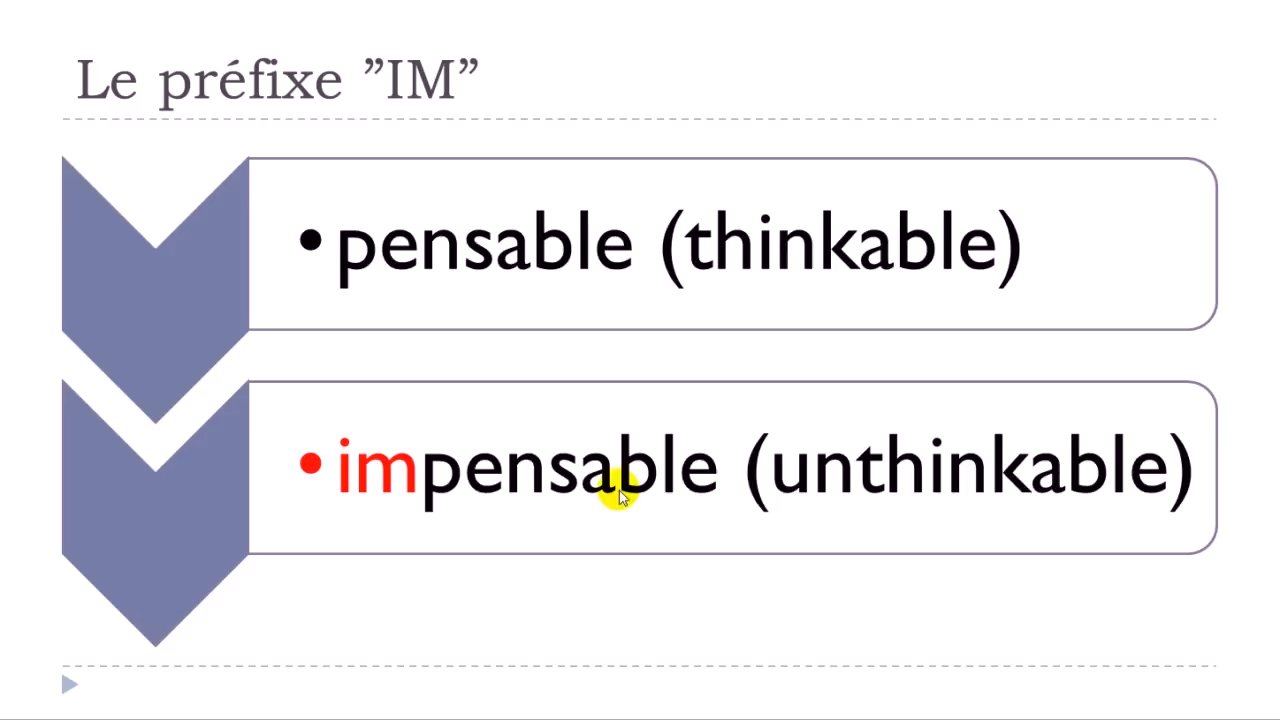 Le préfixe ”IM”
•pensable (thinkable)
•impensable (unthinkable)